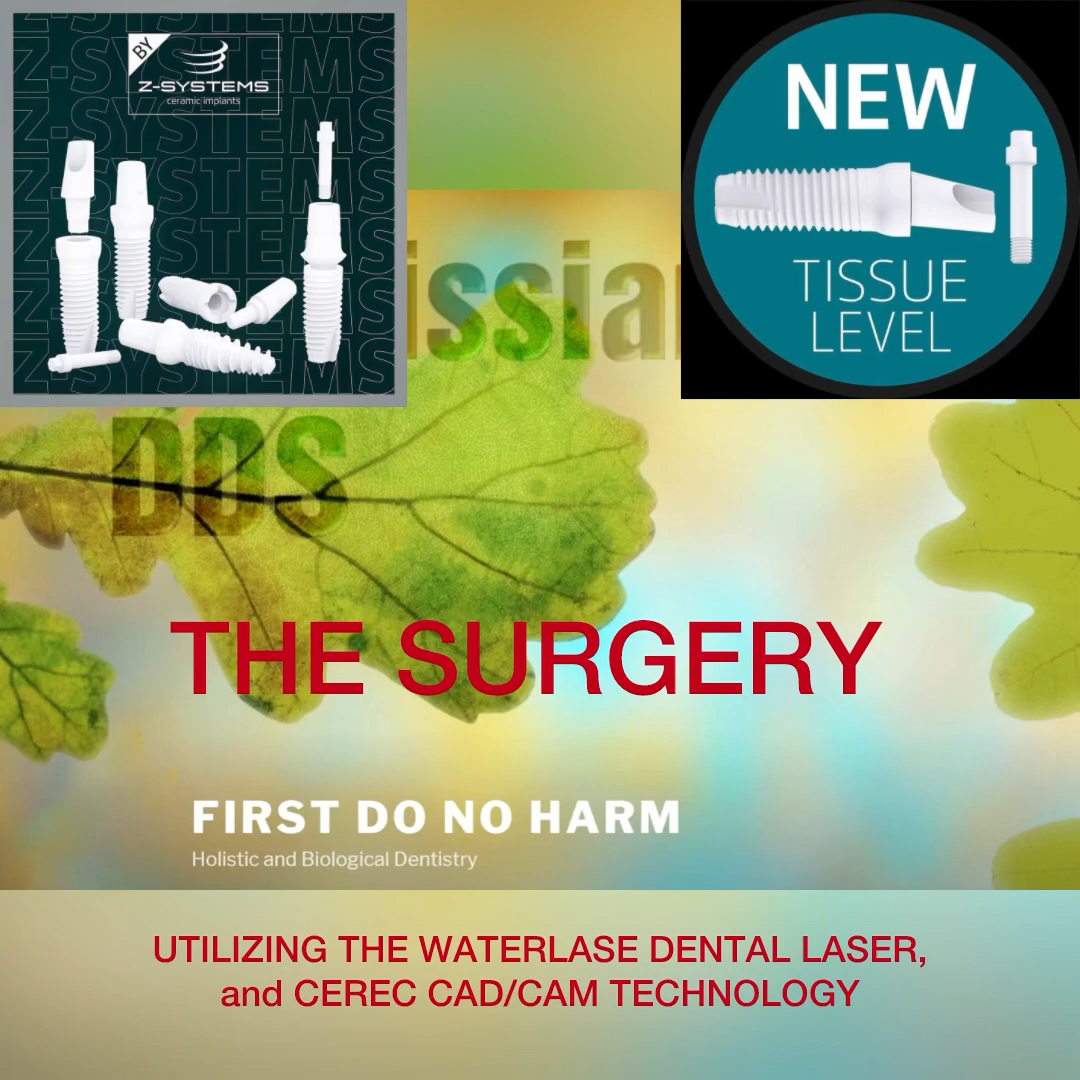 BY
Z-SYSTEMS
ceramic implants
NEW
TISSUE
LEVEL
DDS
THE SURGERY
FIRST DO NO HARM
Holistic and Biological Dentistry
UTILIZING THE WATERLASE DENTAL LASER,
and CEREC CAD/CAM TECHNOLOGY